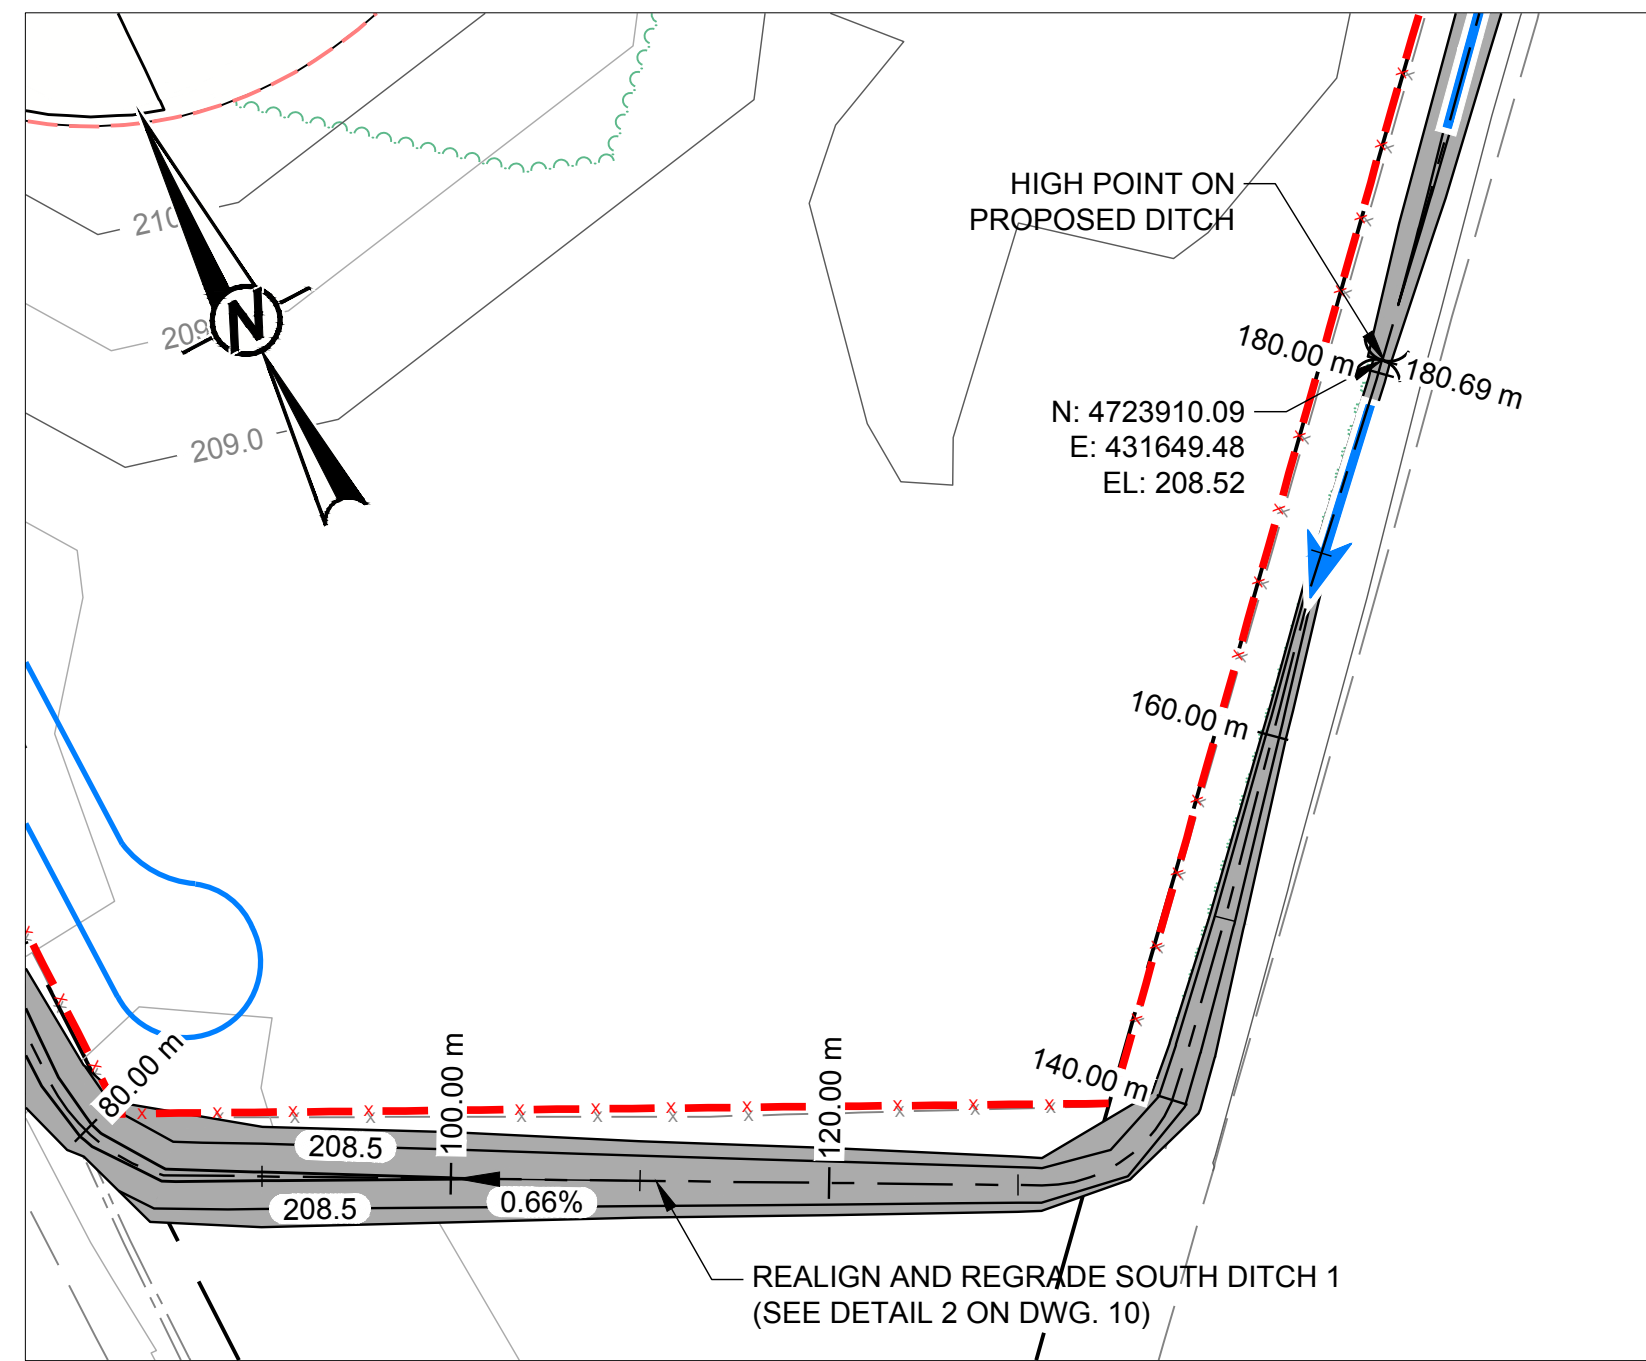 HIGH POINT ON
PROPOSED DITCH
210
209
209.0
N
180.00 m
180.69 m
N: 4723910.09
E: 431649.48
EL: 208.52
160.00 m
140.00 m
80.00 m
100.00 m
120.00 m
208.5
208.5
0.66%
REALIGN AND REGRADE SOUTH DITCH 1
(SEE DETAIL 2 ON DWG. 10)